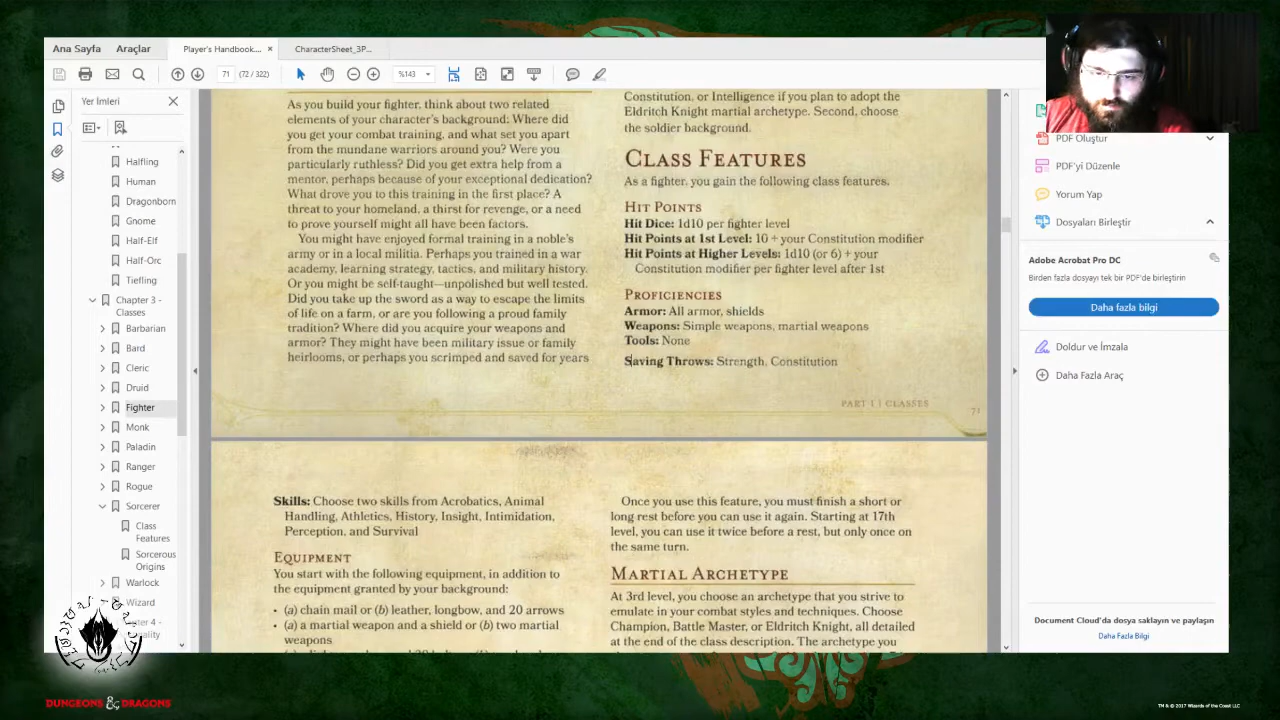 Ana Sayfa
Araçlar
Player's Handbook....
CharacterSheet_3P...
71
(72 / 322)
%143
Yer İmleri
Halfling
Human
Dragonborn
Gnome
Half-Elf
Half-Orc
Tiefling
Chapter 3 -
Classes
Barbarian
Bard
Cleric
Druid
Fighter
Monk
Paladin
Ranger
Rogue
Sorcerer
Class
Features
Sorcerous
Origins
Warlock
Wizard
As you build your fighter, think about two related
elements of your character's background: Where did
you get your combat training, and what set you apart
from the mundane warriors around you? Were you
particularly ruthless? Did you get extra help from a
mentor, perhaps because of your exceptional dedication?
What drove you to this training in the first place? A
threat to your homeland, a thirst for revenge, or a need
to prove yourself might all have been factors.
You might have enjoyed formal training in a noble's
army or in a local militia. Perhaps you trained in a war
academy, learning strategy, tactics, and military history.
Or you might be self-taught—unpolished but well tested.
Did you take up the sword as a way to escape the limits
of life on a farm, or are you following a proud family
tradition? Where did you acquire your weapons and
armor? They might have been military issue or family
heirlooms, or perhaps you scrimped and saved for years
Constitution, or Intelligence if you plan to adopt the
Eldritch Knight martial archetype. Second, choose
the soldier background.
CLASS FEATURES
As a fighter, you gain the following class features.
HIT POINTS
Hit Dice: 1d10 per fighter level
Hit Points at 1st Level: 10 + your Constitution modifier
Hit Points at Higher Levels: 1d10 (or 6) + your
Constitution modifier per fighter level after 1st
PROFICIENCIES
Armor: All armor, shields
Weapons: Simple weapons, martial weapons
Tools: None
Saving Throws: Strength, Constitution
PART 1 | CLASSES
71
Skills: Choose two skills from Acrobatics, Animal
Handling, Athletics, History, Insight, Intimidation,
Perception, and Survival
EQUIPMENT
You start with the following equipment, in addition to
the equipment granted by your background:
• (a) chain mail or (b) leather, longbow, and 20 arrows
• (a) a martial weapon and a shield or (b) two martial
weapons
Once you use this feature, you must finish a short or
long rest before you can use it again. Starting at 17th
level, you can use it twice before a rest, but only once on
the same turn.
MARTIAL ARCHETYPE
At 3rd level, you choose an archetype that you strive to
emulate in your combat styles and techniques. Choose
Champion, Battle Master, or Eldritch Knight, all detailed
at the end of the class description. The archetype you
PDF Oluştur
PDF'yi Düzenle
Yorum Yap
Dosyaları Birleştir
Adobe Acrobat Pro DC
Birden fazla dosyayı tek bir PDF'de birleştirin
Daha fazla bilgi
Doldur ve İmzala
Daha Fazla Araç
Document Cloud'da dosya saklayın ve paylaşın
Daha Fazla Bilgi
DUNGEONS & DRAGONS
TM & © 2017 Wizards of the Coast LLC